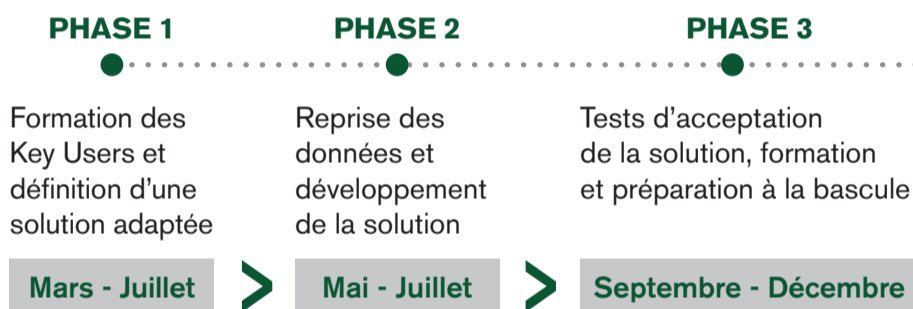 PHASE 1
PHASE 2
PHASE 3
Formation des
Key Users et
définition d’une
solution adaptée
Reprise des
données et
développement
de la solution
Tests d’acceptation
de la solution, formation
et préparation à la bascule
Mars - Juillet
>
Mai - Juillet
>
Septembre - Décembre